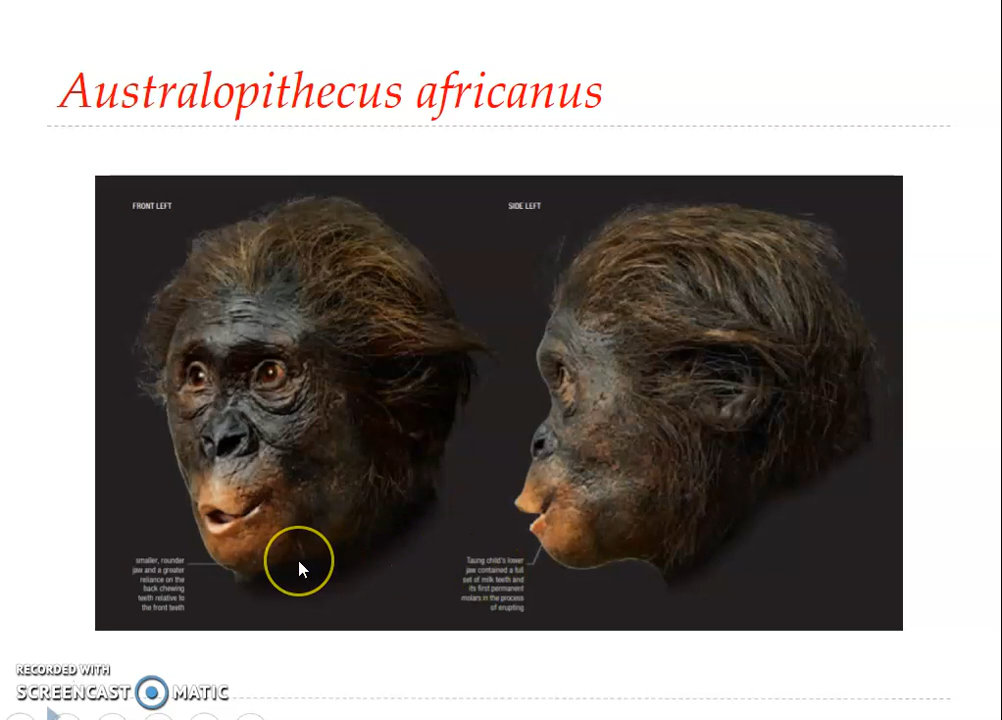 Australopithecus africanus
FRONT LEFT
SIDE LEFT
smaller, rounder
jaw and a greater
reliance on the
back chewing
teeth relative to
the front teeth
Taung child's lower
jaw contained a full
set of milk teeth and
its first permanent
molars in the process
of erupting
RECORDED WITH
SCREENCAST MATIC